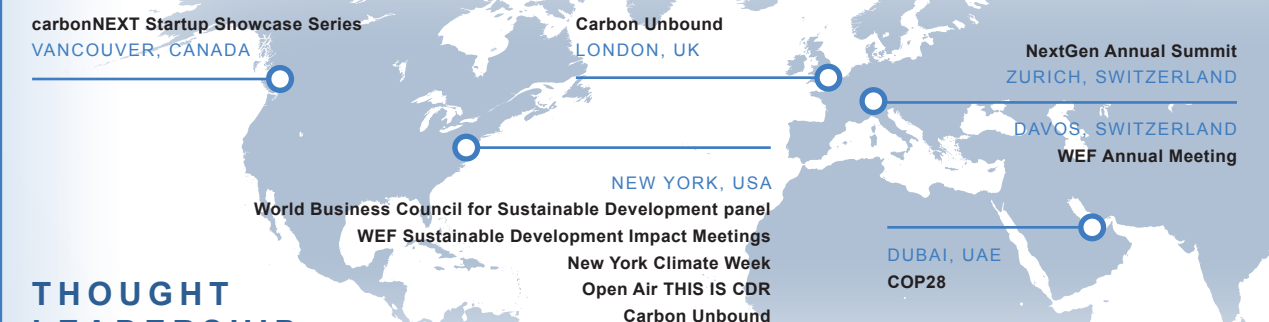 carbonNEXT Startup Showcase Series
VANCOUVER, CANADA
Carbon Unbound
LONDON, UK
NextGen Annual Summit
ZURICH, SWITZERLAND
DAVOS, SWITZERLAND
WEF Annual Meeting
NEW YORK, USA
World Business Council for Sustainable Development panel
WEF Sustainable Development Impact Meetings
New York Climate Week
Open Air THIS IS CDR
Carbon Unbound
DUBAI, UAE
COP28
THOUGHT
LEADERSHIP